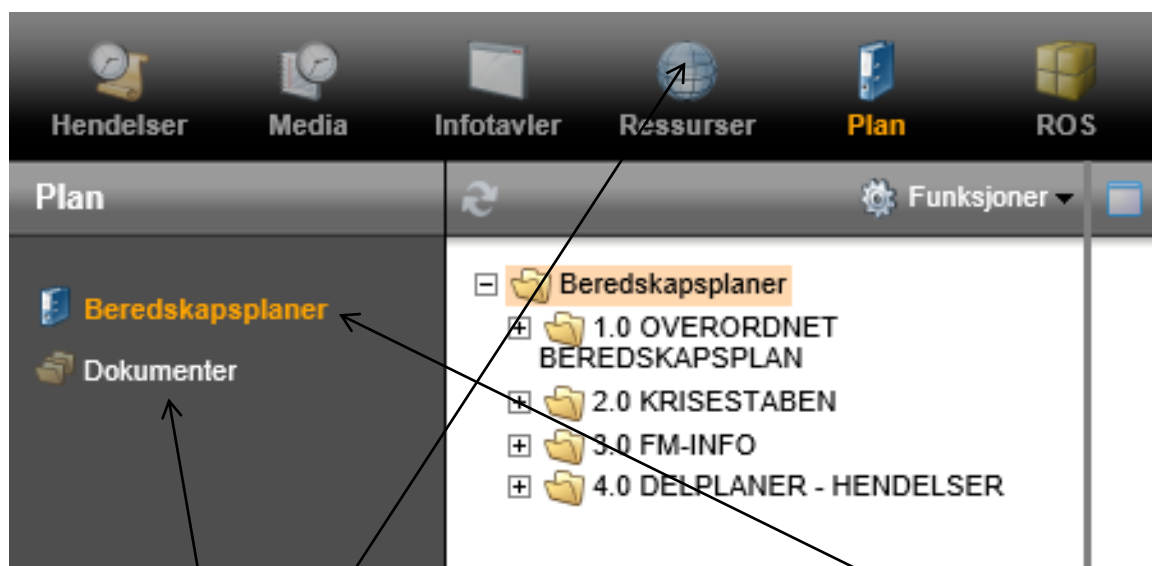 Hendelser Media Infotavler Ressurser Plan ROS
Plan Funksjoner
Beredskapsplaner
Dokumenter
Beredskapsplaner
1.0 OVERORDNET
BEREDSKAPSPLAN
2.0 KRISESTABEN
3.0 FM-INFO
4.0 DELPLANER - HENDELSER